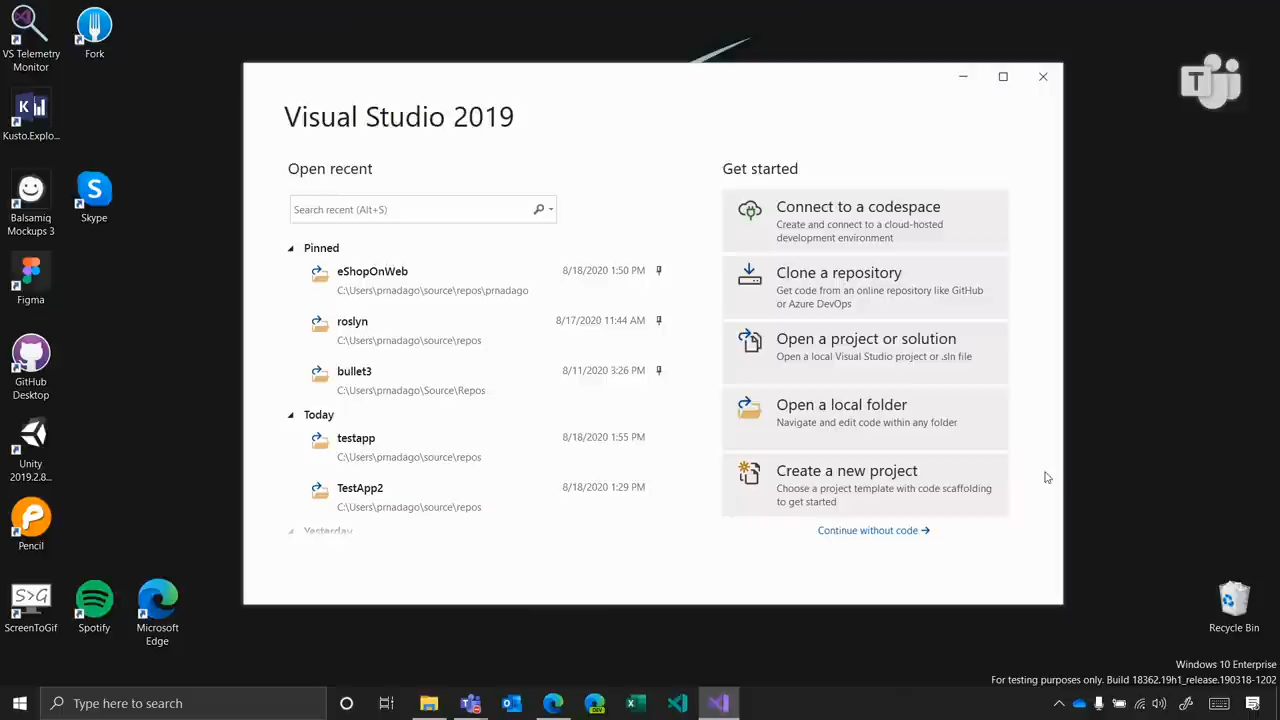 VS Telemetry
Monitor
Fork
Kusto.Explo...
Balsamiq
Mockups 3
Skype
Figma
GitHub
Desktop
Unity
2019.2.8...
Pencil
S>G
ScreenToGif
Spotify
Microsoft
Edge
Visual Studio 2019
Open recent
Search recent (Alt+S)
Pinned
eShopOnWeb 8/18/2020 1:50 PM
C:\Users\prnadago\source\repos\prnadago
roslyn 8/17/2020 11:44 AM
C:\Users\prnadago\source\repos
bullet3 8/11/2020 3:26 PM
C:\Users\prnadago\Source\Repos
Today
testapp 8/18/2020 1:55 PM
C:\Users\prnadago\source\repos
TestApp2 8/18/2020 1:29 PM
C:\Users\prnadago\source\repos
Yesterday
Get started
Connect to a codespace
Create and connect to a cloud-hosted
development environment
Clone a repository
Get code from an online repository like GitHub
or Azure DevOps
Open a project or solution
Open a local Visual Studio project or .sln file
Open a local folder
Navigate and edit code within any folder
Create a new project
Choose a project template with code scaffolding
to get started
Continue without code →
T
Recycle Bin
Windows 10 Enterprise
For testing purposes only. Build 18362.19h1_release.190318-1202
Type here to search